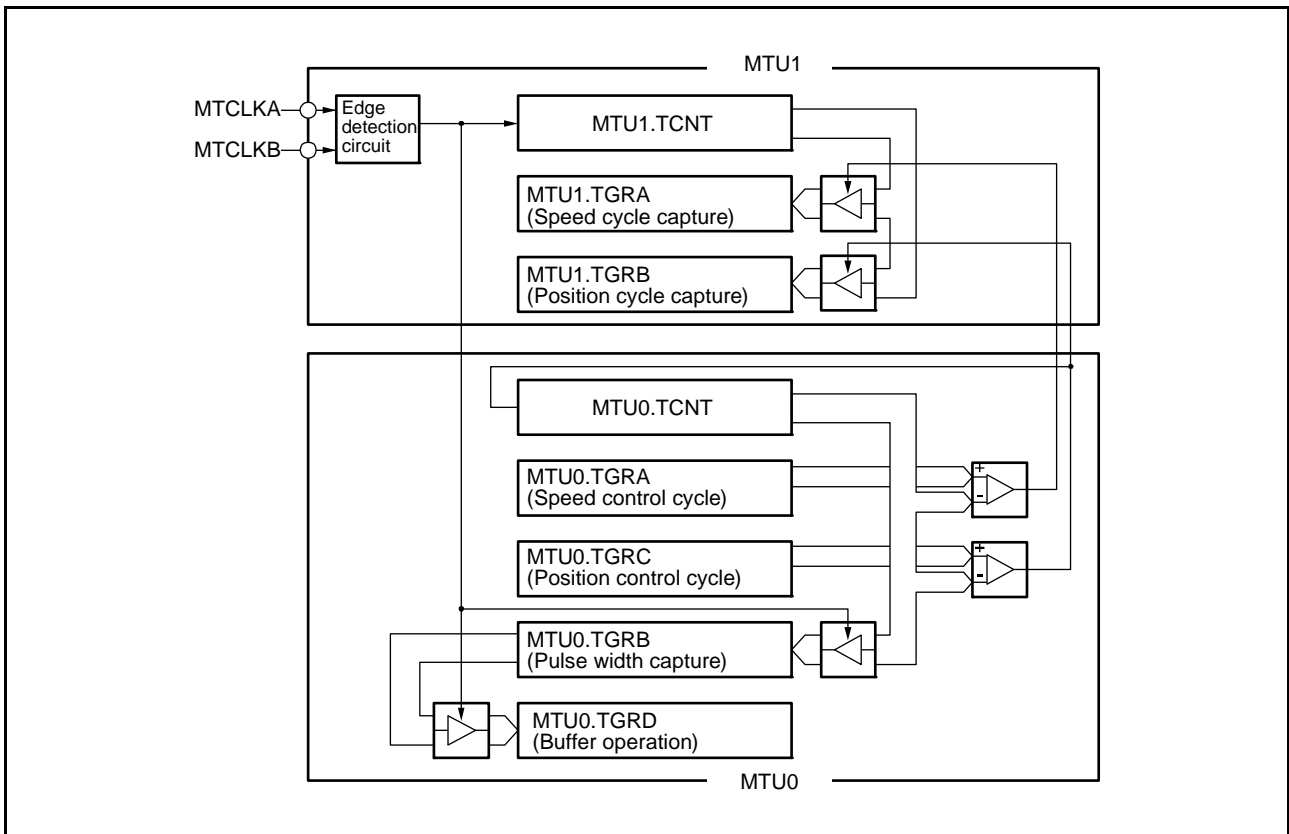 MTU1
MTCLKA
MTCLKB
Edge
detection
circuit
MTU1.TCNT
MTU1.TGRA
(Speed cycle capture)
MTU1.TGRB
(Position cycle capture)
MTU0.TCNT
MTU0.TGRA
(Speed control cycle)
+
-
MTU0.TGRC
(Position control cycle)
+
-
MTU0.TGRB
(Pulse width capture)
MTU0.TGRD
(Buffer operation)
MTU0